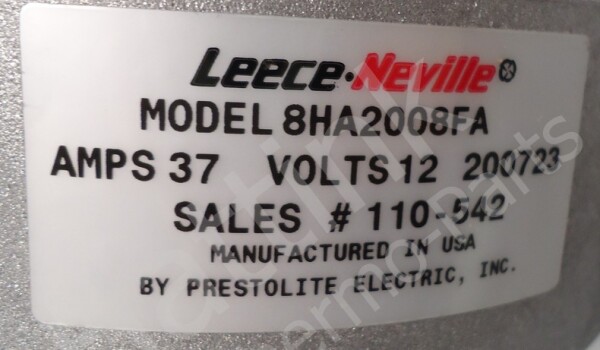 Leece-Neville®
MODEL 8HA2008FA
AMPS 37 VOLTS 12 200723
SALES # 110-542
MANUFACTURED IN USA
BY PRESTOLITE ELECTRIC, INC.